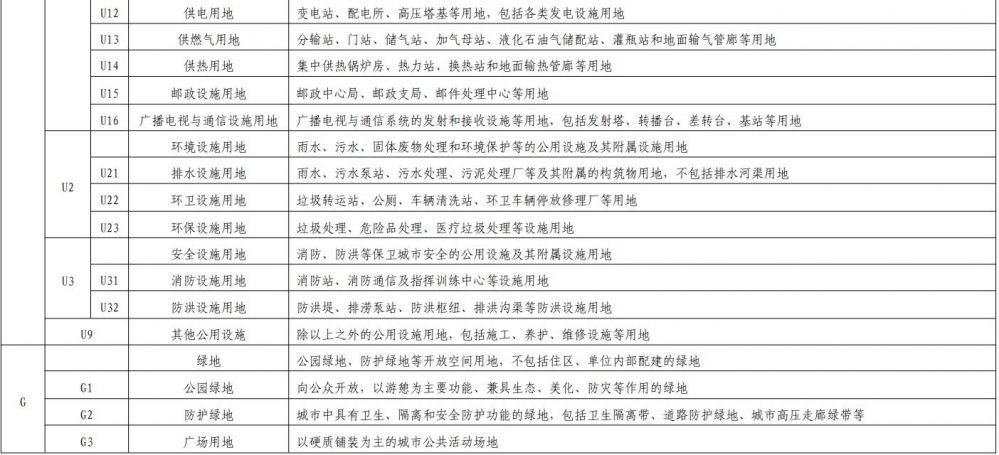 U12 供电用地 变电站、配电所、高压塔基等用地，包括各类发电设施用地
U13 供燃气用地 分输站、门站、储气站、加气母站、液化石油气储配站、灌瓶站和地面输气管廊等用地
U14 供热用地 集中供热锅炉房、热力站、换热站和地面输热管廊等用地
U15 邮政设施用地 邮政中心局、邮政支局、邮件处理中心等用地
U16 广播电视与通信设施用地 广播电视与通信系统的发射和接收设施等用地，包括发射塔、转播台、差转台、基站等用地
U2 环境设施用地 雨水、污水、固体废物处理和环境保护等的公用设施及其附属设施用地
U21 排水设施用地 雨水、污水泵站、污水处理、污泥处理厂等及其附属的构筑物用地，不包括排水河渠用地
U22 环卫设施用地 垃圾转运站、公厕、车辆清洗站、环卫车辆停放修理厂等用地
U23 环保设施用地 垃圾处理、危险品处理、医疗垃圾处理等设施用地
U3 安全设施用地 消防、防洪等保卫城市安全的公用设施及其附属设施用地
U31 消防设施用地 消防站、消防通信及指挥训练中心等设施用地
U32 防洪设施用地 防洪堤、排涝泵站、防洪枢纽、排洪沟渠等防洪设施用地
U9 其他公用设施 除以上之外的公用设施用地，包括施工、养护、维修设施等用地
G 绿地 公园绿地、防护绿地等开放空间用地，不包括住区、单位内部配建的绿地
G1 公园绿地 向公众开放，以游憩为主要功能、兼具生态、美化、防灾等作用的绿地
G2 防护绿地 城市中具有卫生、隔离和安全防护功能的绿地，包括卫生隔离带、道路防护绿地、城市高压走廊绿带等
G3 广场用地 以硬质铺装为主的城市公共活动场地